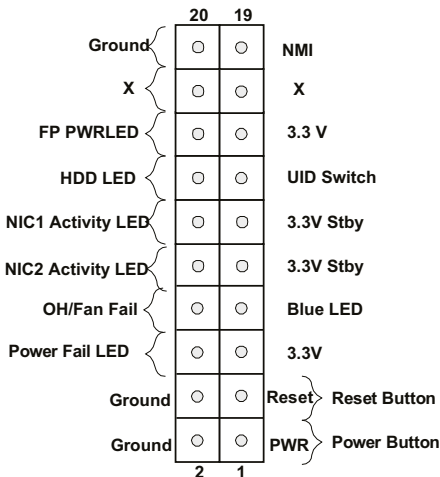 20 19
Ground NMI
X X
FP PWRLED 3.3 V
HDD LED UID Switch
NIC1 Activity LED 3.3V Stby
NIC2 Activity LED 3.3V Stby
OH/Fan Fail Blue LED
Power Fail LED 3.3V
Ground Reset Reset Button
Ground PWR Power Button
2 1